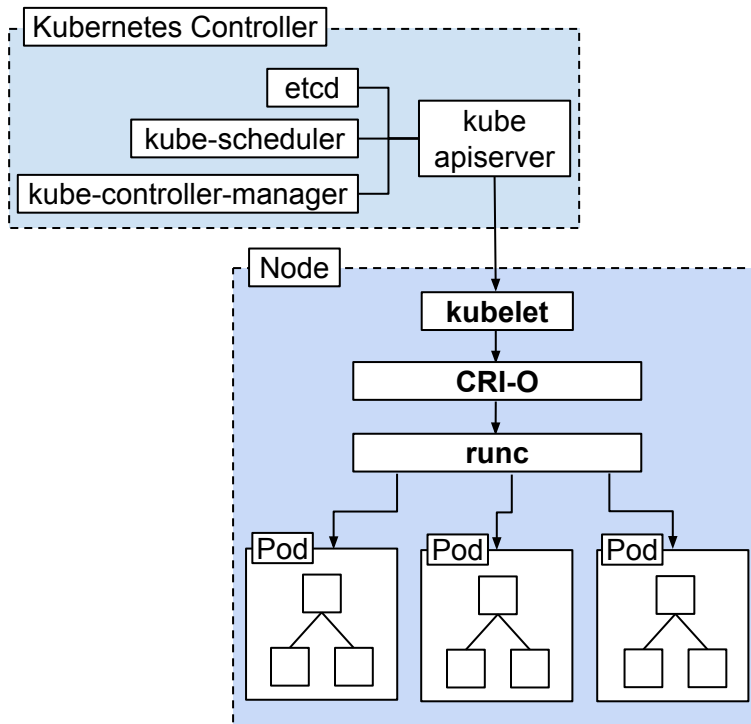 Kubernetes Controller
etcd
kube-scheduler
kube-controller-manager
kube
apiserver
Node
kubelet
CRI-O
runc
Pod
Pod
Pod